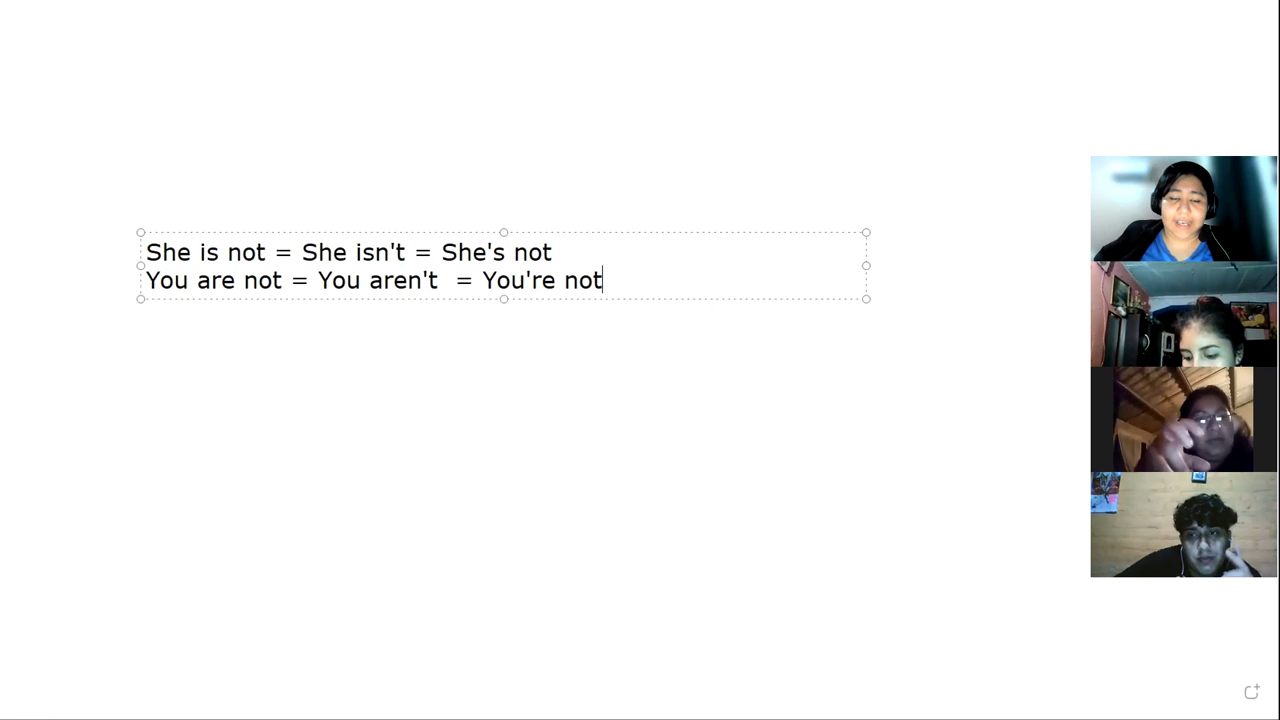 She is not = She isn't = She's not
You are not = You aren't  = You're not